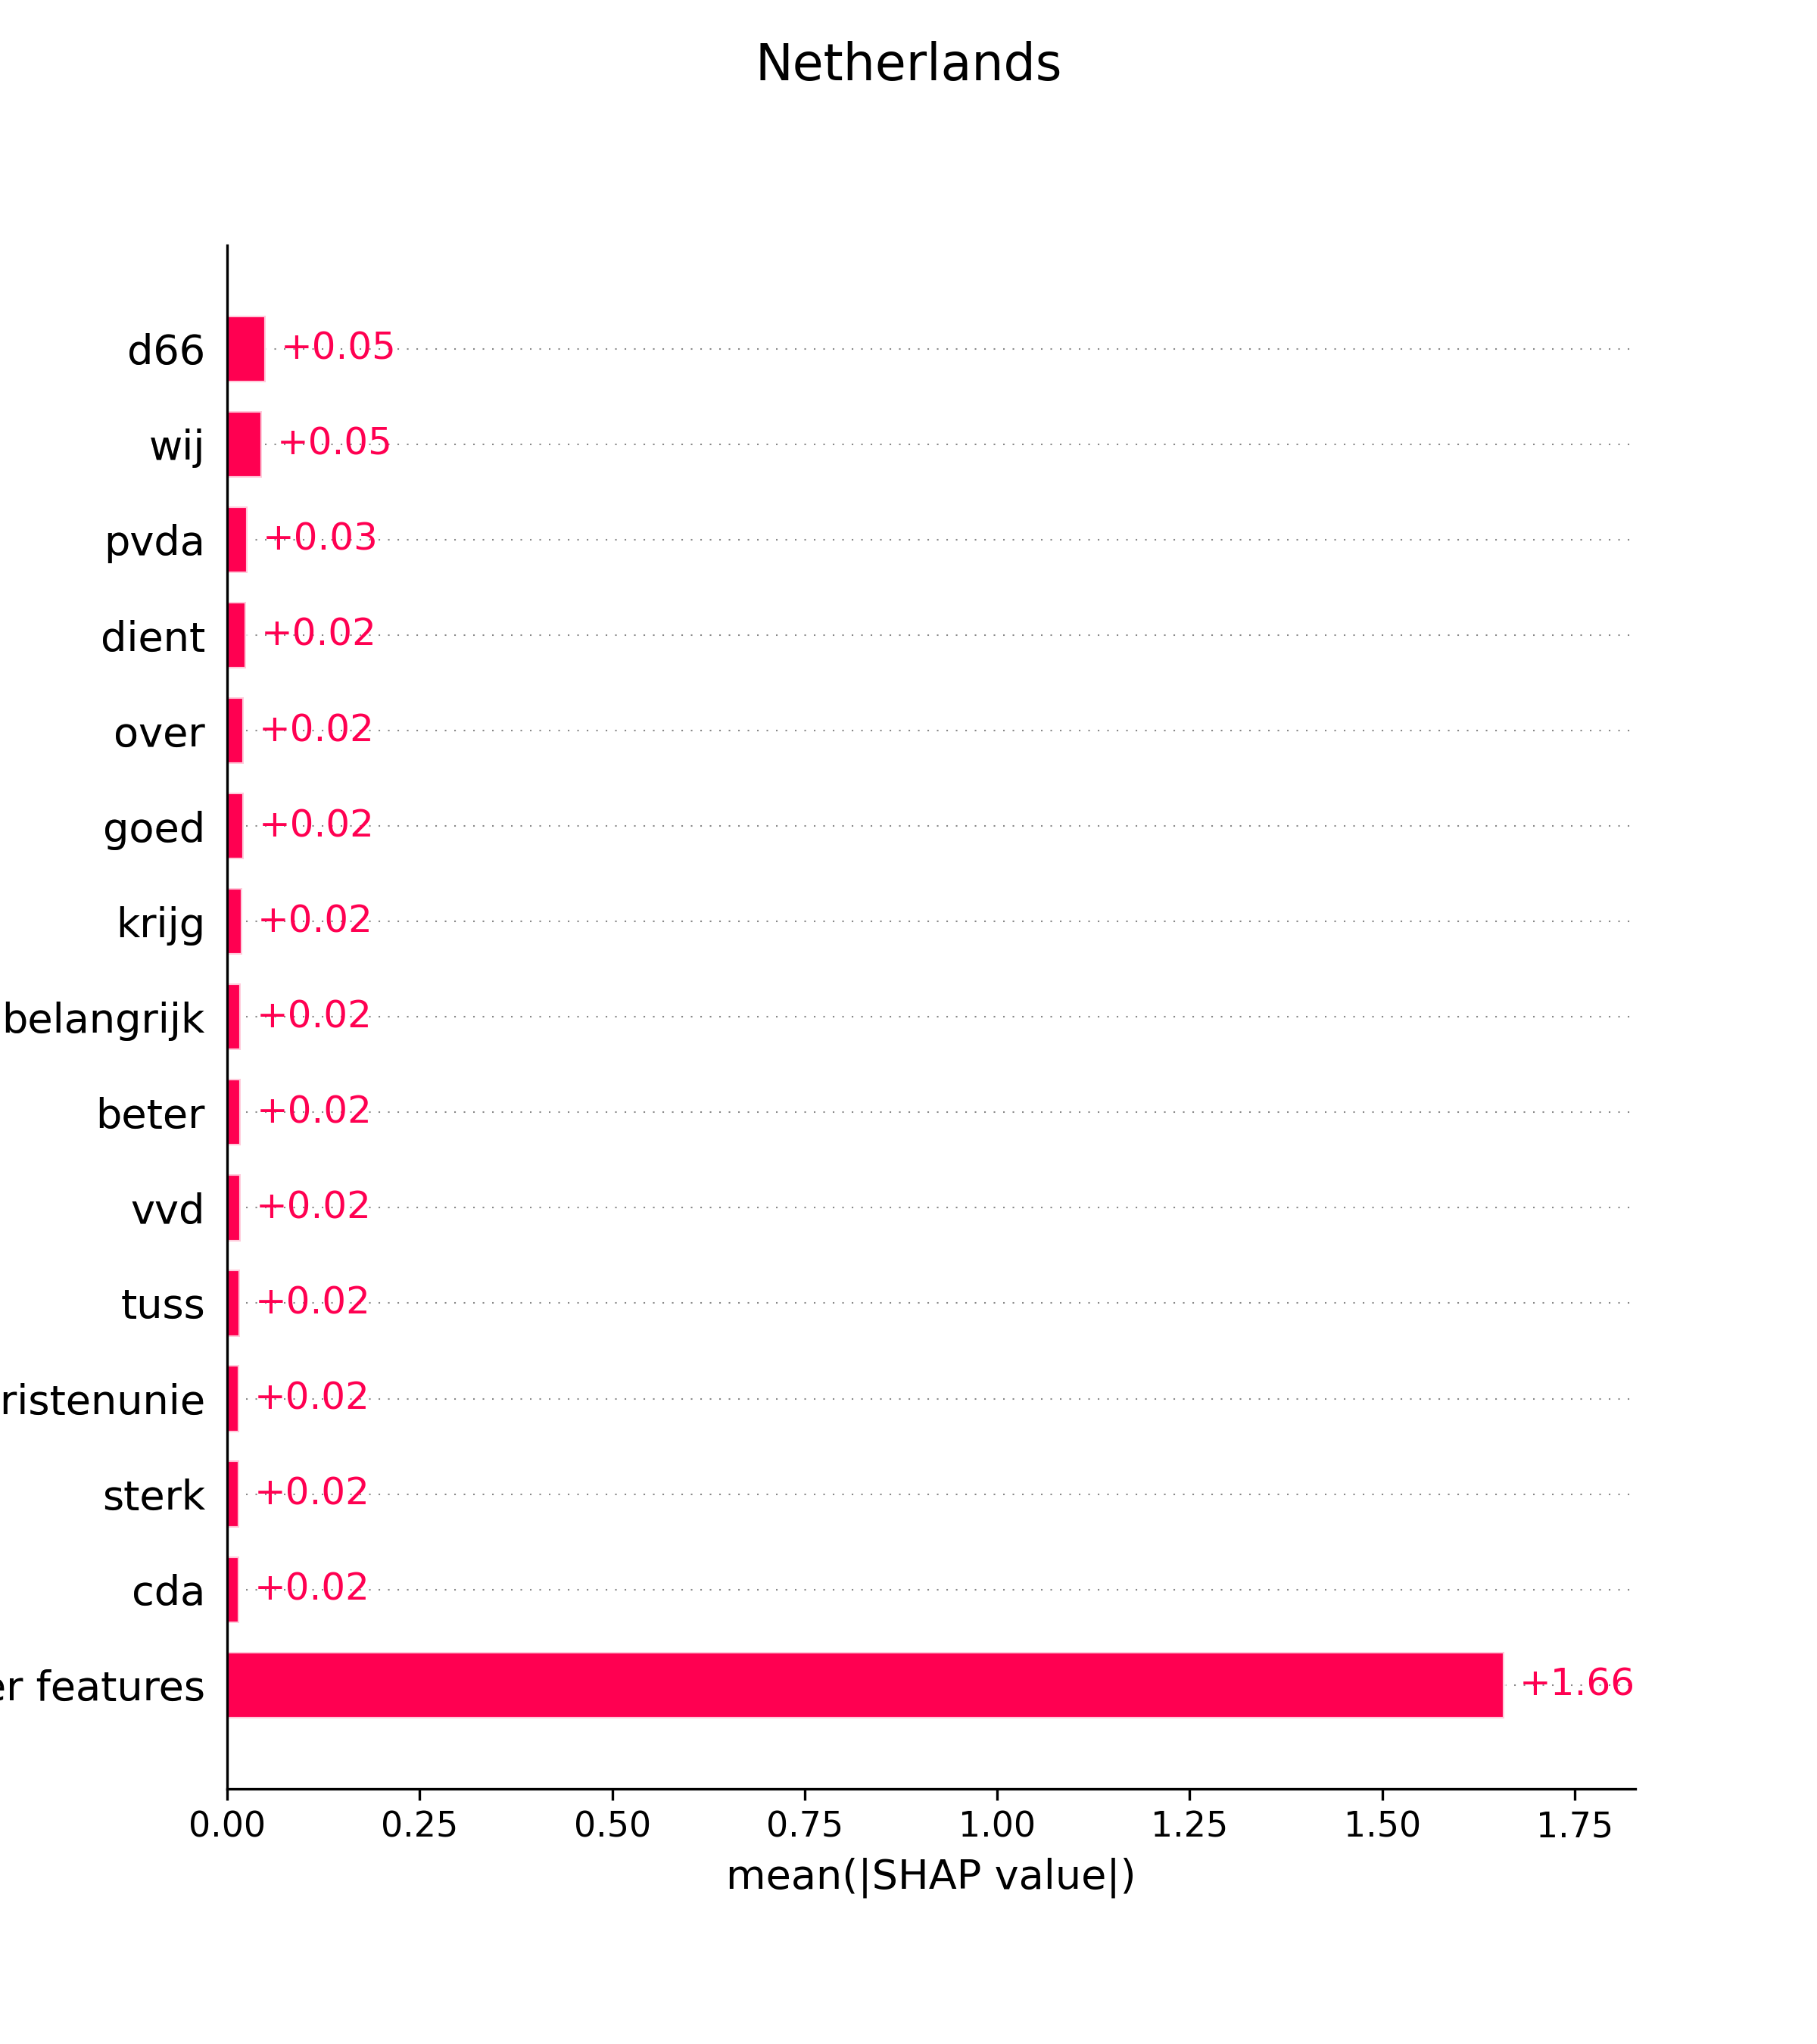 Netherlands
d66 +0.05
wij +0.05
pvda +0.03
dient +0.02
over +0.02
goed +0.02
krijg +0.02
belangrijk +0.02
beter +0.02
vvd +0.02
tuss +0.02
ristenunie +0.02
sterk +0.02
cda +0.02
er features +1.66
0.00 0.25 0.50 0.75 1.00 1.25 1.50 1.75
mean(|SHAP value|)